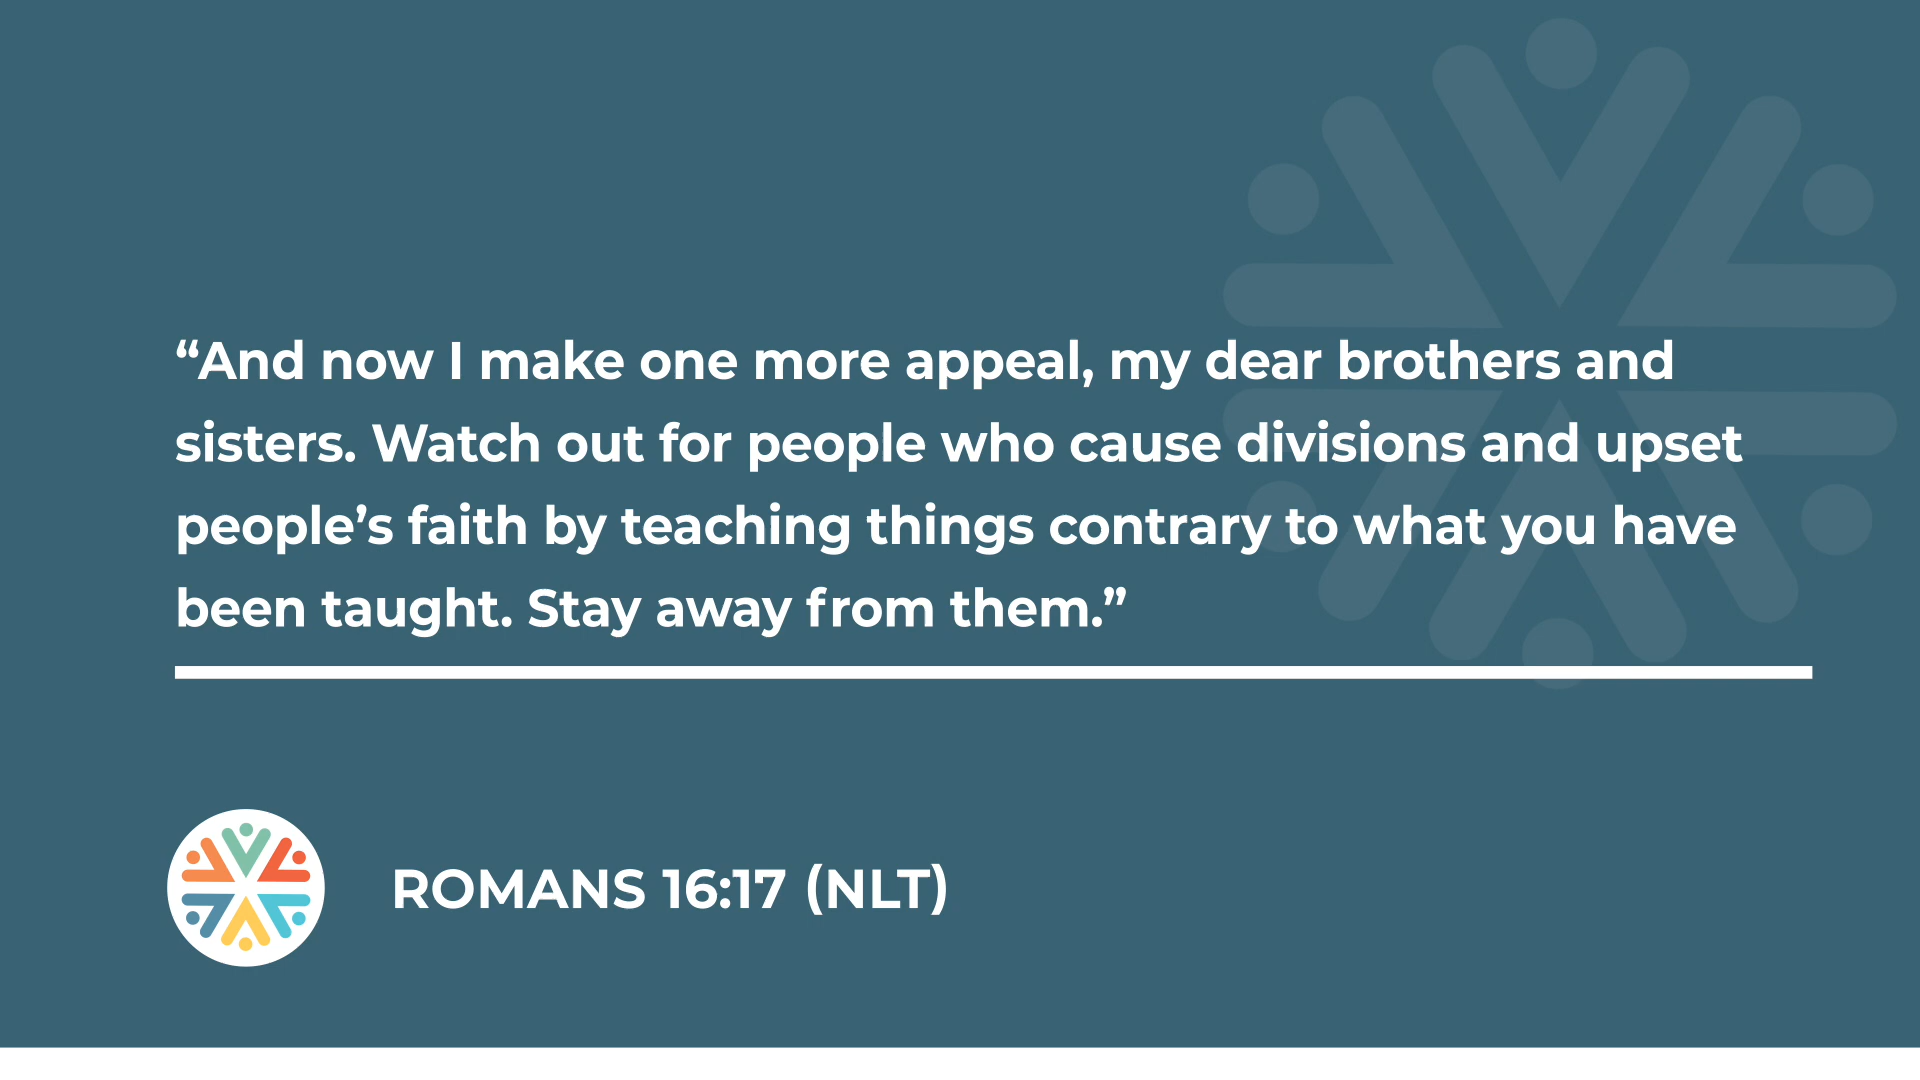 “And now I make one more appeal, my dear brothers and
sisters. Watch out for people who cause divisions and upset
people’s faith by teaching things contrary to what you have
been taught. Stay away from them.”
ROMANS 16:17 (NLT)